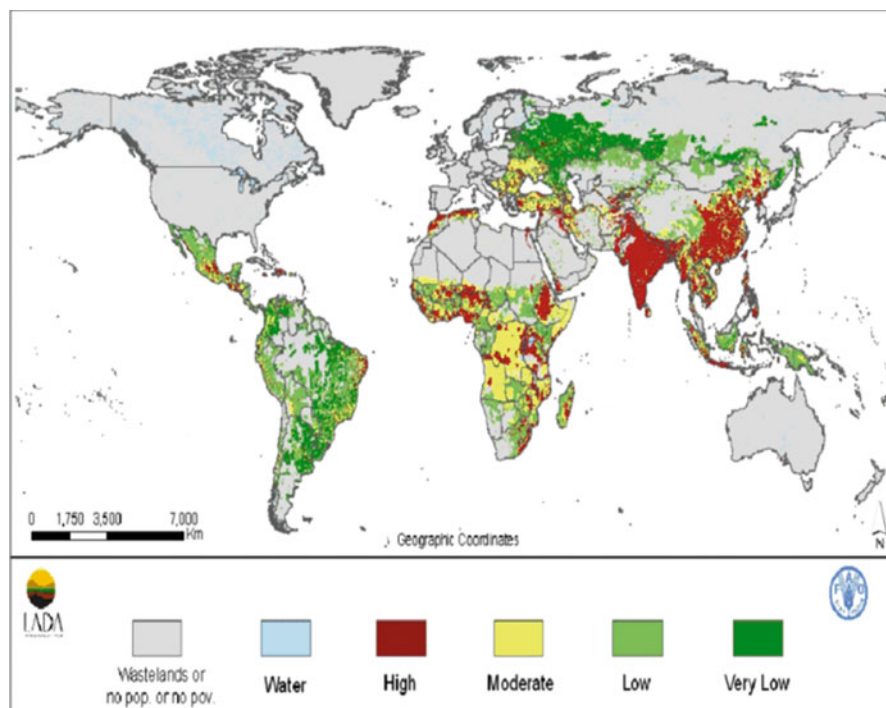 0 1,750 3,500 7,000
Km
Geographic Coordinates
N
LADA
F A O
Wastelands or
no pop. or no pov.
Water
High
Moderate
Low
Very Low